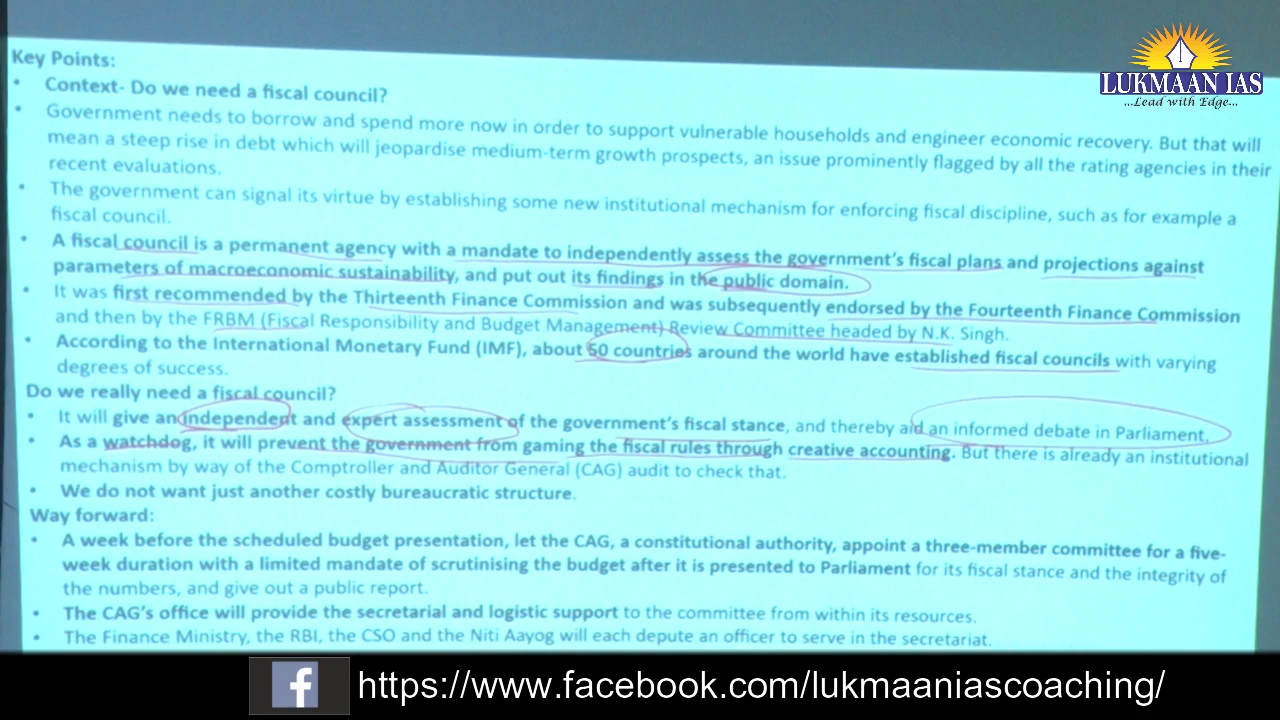 Key Points:
• Context- Do we need a fiscal council?
• Government needs to borrow and spend more now in order to support vulnerable households and engineer economic recovery. But that will
mean a steep rise in debt which will jeopardise medium-term growth prospects, an issue prominently flagged by all the rating agencies in their
recent evaluations.
• The government can signal its virtue by establishing some new institutional mechanism for enforcing fiscal discipline, such as for example a
fiscal council.
• A fiscal council is a permanent agency with a mandate to independently assess the government's fiscal plans and projections against
parameters of macroeconomic sustainability, and put out its findings in the public domain.
• It was first recommended by the Thirteenth Finance Commission and was subsequently endorsed by the Fourteenth Finance Commission
and then by the FRBM (Fiscal Responsibility and Budget Management) Review Committee headed by N.K. Singh.
• According to the International Monetary Fund (IMF), about 50 countries around the world have established fiscal councils with varying
degrees of success.
Do we really need a fiscal council?
• It will give an independent and expert assessment of the government's fiscal stance, and thereby aid an informed debate in Parliament.
• As a watchdog, it will prevent the government from gaming the fiscal rules through creative accounting. But there is already an institutional
mechanism by way of the Comptroller and Auditor General (CAG) audit to check that.
• We do not want just another costly bureaucratic structure.
Way forward:
• A week before the scheduled budget presentation, let the CAG, a constitutional authority, appoint a three-member committee for a five-
week duration with a limited mandate of scrutinising the budget after it is presented to Parliament for its fiscal stance and the integrity of
the numbers, and give out a public report.
• The CAG's office will provide the secretarial and logistic support to the committee from within its resources.
• The Finance Ministry, the RBI, the CSO and the Niti Aayog will each depute an officer to serve in the secretariat.
LUKMAAN IAS
...Lead with Edge...
f https://www.facebook.com/lukmaaniascoaching/